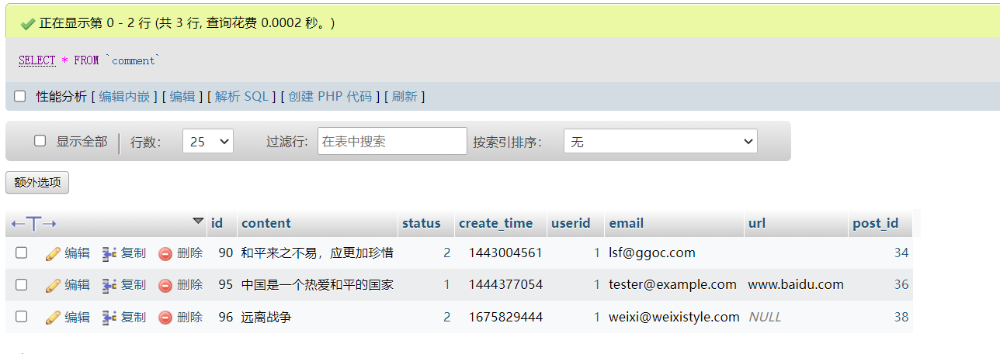 正在显示第 0 - 2 行 (共 3 行, 查询花费 0.0002 秒。)
SELECT * FROM `comment`
性能分析 [ 编辑内嵌 ] [ 编辑 ] [ 解析 SQL ] [ 创建 PHP 代码 ] [ 刷新 ]
显示全部 行数： 25 过滤行: 在表中搜索 按索引排序： 无
额外选项
←T→ id content status create_time userid email url post_id
编辑 复制 删除 90 和平来之不易，应更加珍惜 2 1443004561 1 lsf@ggoc.com 34
编辑 复制 删除 95 中国是一个热爱和平的国家 1 1444377054 1 tester@example.com www.baidu.com 36
编辑 复制 删除 96 远离战争 2 1675829444 1 weixi@weixistyle.com NULL 38